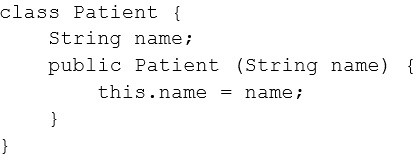 class Patient {
    String name;
    public Patient (String name) {
        this.name = name;
    }
}